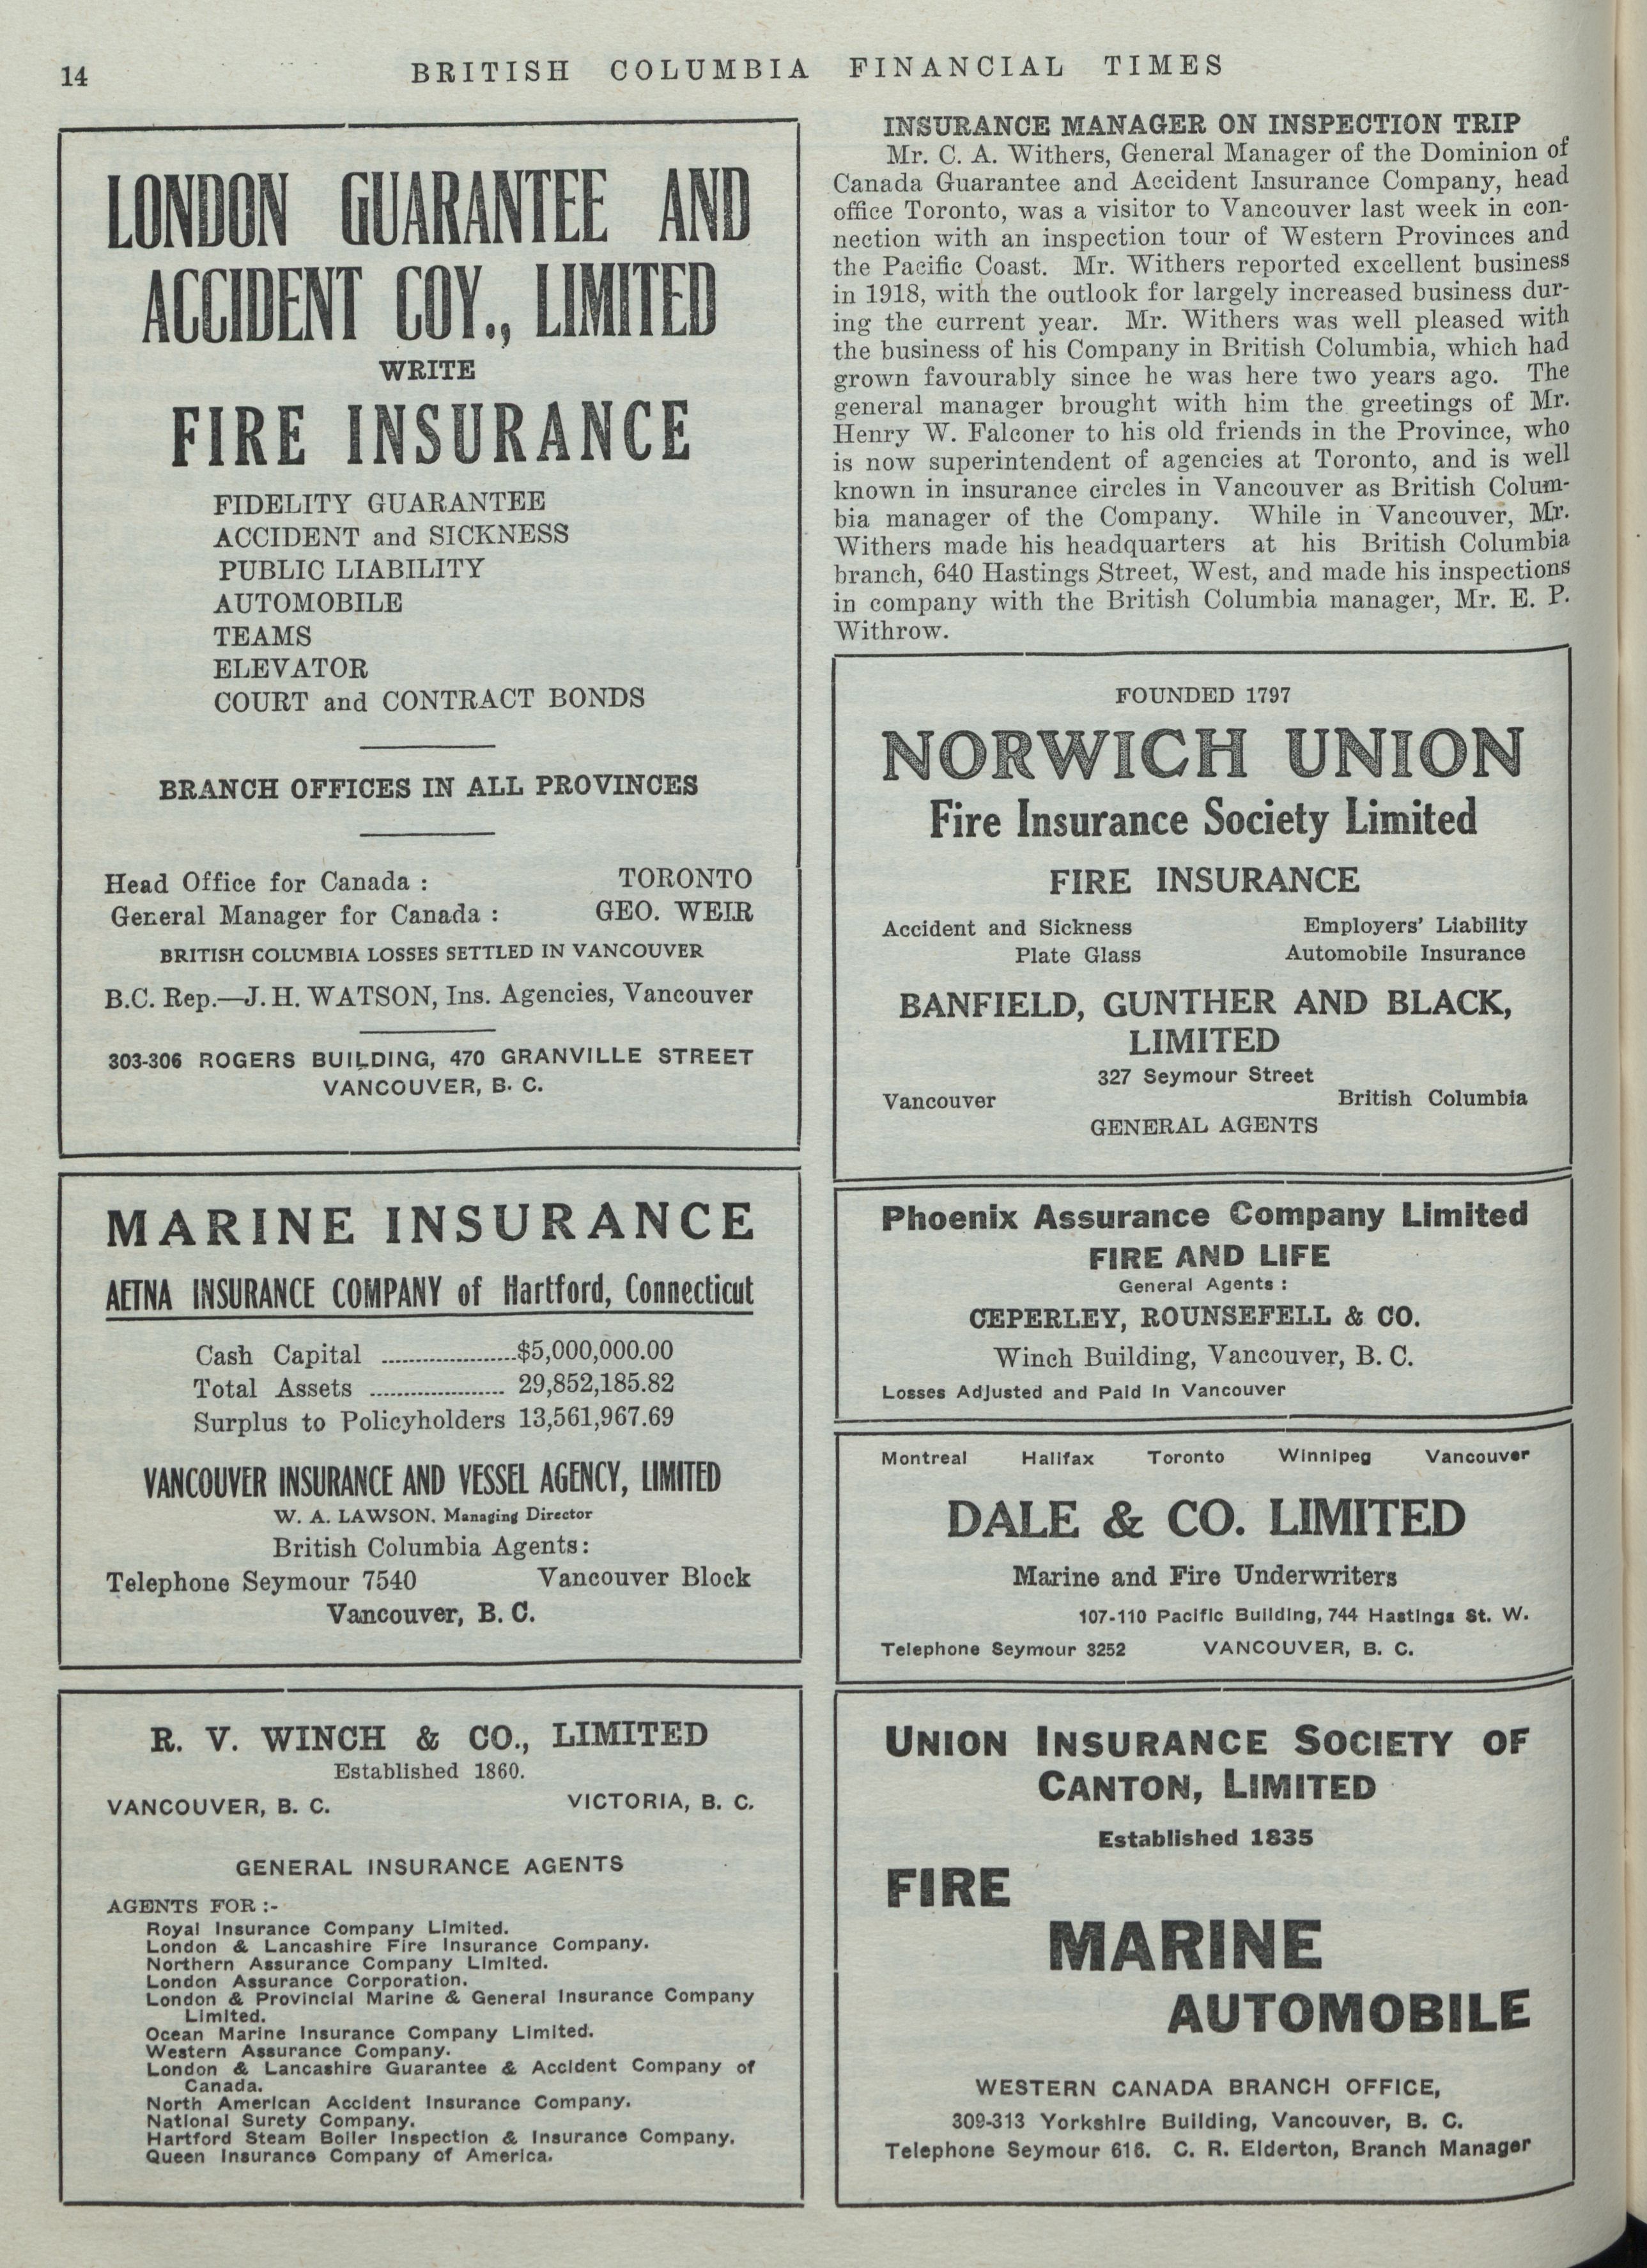 14
BRITISH COLUMBIA FINANCIAL TIMES
LONDON GUARANTEE AND
ACCIDENT COY., LIMITED
WRITE
FIRE INSURANCE
FIDELITY GUARANTEE
ACCIDENT and SICKNESS
PUBLIC LIABILITY
AUTOMOBILE
TEAMS
ELEVATOR
COURT and CONTRACT BONDS
BRANCH OFFICES IN ALL PROVINCES
Head Office for Canada : TORONTO
General Manager for Canada : GEO. WEIR
BRITISH COLUMBIA LOSSES SETTLED IN VANCOUVER
B.C. Rep.—J. H. WATSON, Ins. Agencies, Vancouver
303-306 ROGERS BUILDING, 470 GRANVILLE STREET
VANCOUVER, B. C.
MARINE INSURANCE
AETNA INSURANCE COMPANY of Hartford, Connecticut
Cash Capital ....................$5,000,000.00
Total Assets .................... 29,852,185.82
Surplus to Policyholders 13,561,967.69
VANCOUVER INSURANCE AND VESSEL AGENCY, LIMITED
W. A. LAWSON, Managing Director
British Columbia Agents:
Telephone Seymour 7540 Vancouver Block
Vancouver, B. C.
R. V. WINCH & CO., LIMITED
Established 1860.
VANCOUVER, B. C. VICTORIA, B. C.
GENERAL INSURANCE AGENTS
AGENTS FOR :-
Royal Insurance Company Limited.
London & Lancashire Fire Insurance Company.
Northern Assurance Company Limited.
London Assurance Corporation.
London & Provincial Marine & General Insurance Company
Limited.
Ocean Marine Insurance Company Limited.
Western Assurance Company.
London & Lancashire Guarantee & Accident Company of
Canada.
North American Accident Insurance Company.
National Surety Company.
Hartford Steam Boiler Inspection & Insurance Company.
Queen Insurance Company of America.
INSURANCE MANAGER ON INSPECTION TRIP
Mr. C. A. Withers, General Manager of the Dominion of
Canada Guarantee and Accident Insurance Company, head
office Toronto, was a visitor to Vancouver last week in con-
nection with an inspection tour of Western Provinces and
the Pacific Coast. Mr. Withers reported excellent business
in 1918, with the outlook for largely increased business dur-
ing the current year. Mr. Withers was well pleased with
the business of his Company in British Columbia, which had
grown favourably since he was here two years ago. The
general manager brought with him the greetings of Mr.
Henry W. Falconer to his old friends in the Province, who
is now superintendent of agencies at Toronto, and is well
known in insurance circles in Vancouver as British Colum-
bia manager of the Company. While in Vancouver, Mr.
Withers made his headquarters at his British Columbia
branch, 640 Hastings Street, West, and made his inspections
in company with the British Columbia manager, Mr. E. P.
Withrow.
FOUNDED 1797
NORWICH UNION
Fire Insurance Society Limited
FIRE INSURANCE
Accident and Sickness Employers' Liability
Plate Glass Automobile Insurance
BANFIELD, GUNTHER AND BLACK,
LIMITED
327 Seymour Street
Vancouver British Columbia
GENERAL AGENTS
Phoenix Assurance Company Limited
FIRE AND LIFE
General Agents :
CEPERLEY, ROUNSEFELL & CO.
Winch Building, Vancouver, B. C.
Losses Adjusted and Paid in Vancouver
Montreal Halifax Toronto Winnipeg Vancouver
DALE & CO. LIMITED
Marine and Fire Underwriters
107-110 Pacific Building, 744 Hastings St. W.
Telephone Seymour 3252 VANCOUVER, B. C.
UNION INSURANCE SOCIETY OF
CANTON, LIMITED
Established 1835
FIRE
MARINE
AUTOMOBILE
WESTERN CANADA BRANCH OFFICE,
309-313 Yorkshire Building, Vancouver, B. C.
Telephone Seymour 616. C. R. Elderton, Branch Manager